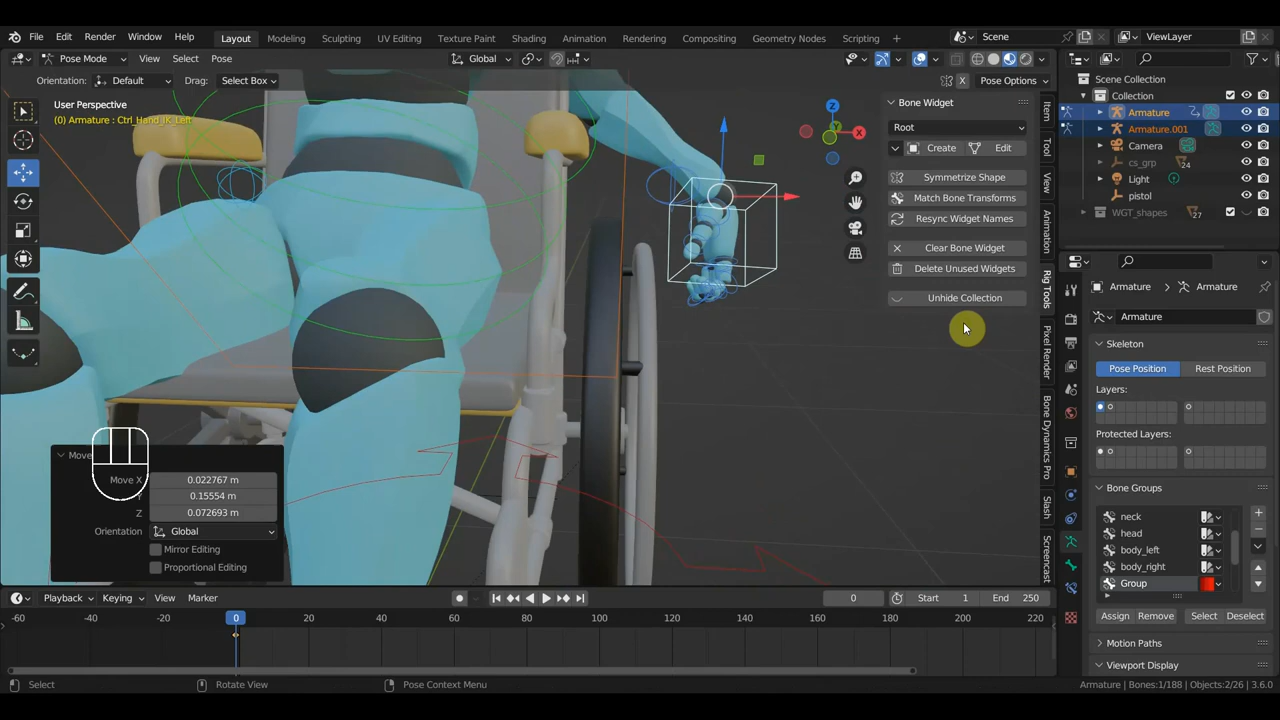 File Edit Render Window Help
Layout Modeling Sculpting UV Editing Texture Paint Shading Animation Rendering Compositing Geometry Nodes Scripting +
Scene ViewLayer
Pose Mode View Select Pose Global
Orientation: Default Drag: Select Box
X Pose Options
User Perspective
(0) Armature : Ctrl_Hand_IK_Left
Z
Y
X
Bone Widget
Root
Create Edit
Symmetrize Shape
Match Bone Transforms
Resync Widget Names
Clear Bone Widget
Delete Unused Widgets
Unhide Collection
Item
Tool
View
Animation
Rig Tools
Pixel Render
Bone Dynamics Pro
Slash
Screencast
Scene Collection
Collection
Armature
Armature.001
Camera
cs_grp 24
Light
pistol
WGT_shapes 27
Armature Armature
Armature
Skeleton
Pose Position Rest Position
Layers:
Protected Layers:
Bone Groups
neck
head
body_left
body_right
Group
Assign Remove Select Deselect
Motion Paths
Viewport Display
Move
Move X 0.022767 m
Y 0.15554 m
Z 0.072693 m
Orientation Global
Mirror Editing
Proportional Editing
Playback Keying View Marker 0 Start 1 End 250
-60 -40 -20 0 20 40 60 80 100 120 140 160 180 200 220
Select Rotate View Pose Context Menu Armature | Bones:1/188 | Objects:2/26 | 3.6.0